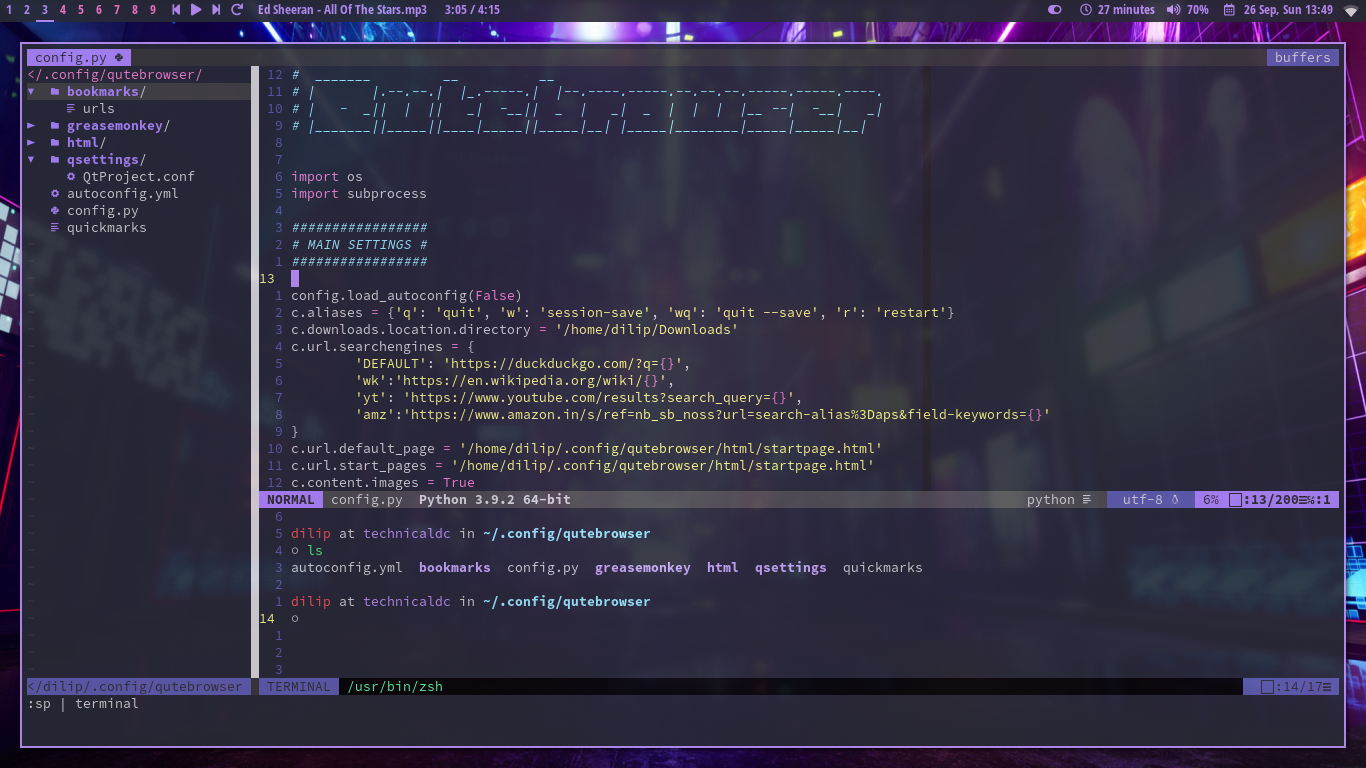 1 2 3 4 5 6 7 8 9 Ed Sheeran - All Of The Stars.mp3 3:05 / 4:15 27 minutes 70% 26 Sep, Sun 13:49
config.py buffers
</.config/qutebrowser/
bookmarks/
urls
greasemonkey/
html/
qsettings/
QtProject.conf
autoconfig.yml
config.py
quickmarks
12 #  _______         __          __
11 # |       |.--.--.|  |_.-----.|  |--.----.-----.--.--.--.-----.-----.----.
10 # |   -  _||  |  ||   _|  -__||  _  |   _|  _  |  |  |  |__ --|  -__|   _|
9 # |_______||_____||____|_____||_____|__| |_____|________|_____|_____|__|
8
7
6 import os
5 import subprocess
4
3 #################
2 # MAIN SETTINGS #
1 #################
13
1 config.load_autoconfig(False)
2 c.aliases = {'q': 'quit', 'w': 'session-save', 'wq': 'quit --save', 'r': 'restart'}
3 c.downloads.location.directory = '/home/dilip/Downloads'
4 c.url.searchengines = {
5 'DEFAULT': 'https://duckduckgo.com/?q={}',
6 'wk':'https://en.wikipedia.org/wiki/{}',
7 'yt': 'https://www.youtube.com/results?search_query={}',
8 'amz':'https://www.amazon.in/s/ref=nb_sb_noss?url=search-alias%3Daps&field-keywords={}'
9 }
10 c.url.default_page = '/home/dilip/.config/qutebrowser/html/startpage.html'
11 c.url.start_pages = '/home/dilip/.config/qutebrowser/html/startpage.html'
12 c.content.images = True
NORMAL config.py Python 3.9.2 64-bit python utf-8 6% :13/200≡%:1
6
5 dilip at technicaldc in ~/.config/qutebrowser
4 ○ ls
3 autoconfig.yml bookmarks config.py greasemonkey html qsettings quickmarks
2
1 dilip at technicaldc in ~/.config/qutebrowser
14 ○
1
2
3
</dilip/.config/qutebrowser TERMINAL /usr/bin/zsh :14/17≡
:sp | terminal